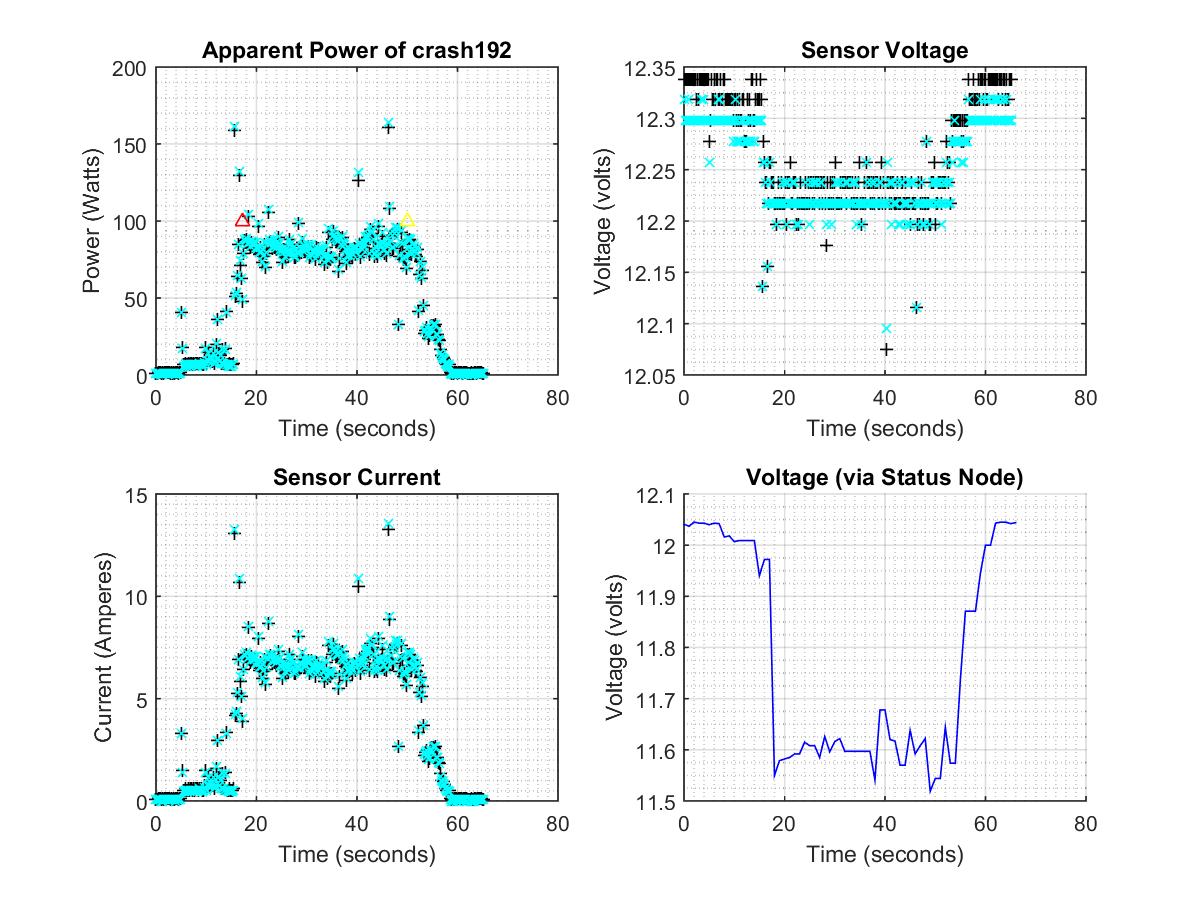 Apparent Power of crash192
200
150
100
50
0
0 20 40 60 80
Power (Watts)
Time (seconds)
Sensor Voltage
12.35
12.3
12.25
12.2
12.15
12.1
12.05
0 20 40 60 80
Voltage (volts)
Time (seconds)
Sensor Current
15
10
5
0
0 20 40 60 80
Current (Amperes)
Time (seconds)
Voltage (via Status Node)
12.1
12
11.9
11.8
11.7
11.6
11.5
0 20 40 60 80
Voltage (volts)
Time (seconds)